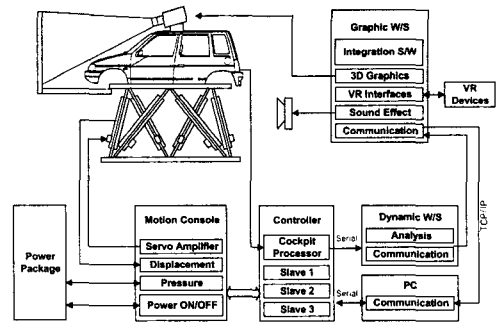 Graphic W/S
Integration S/W
3D Graphics
VR Interfaces
Sound Effect
Communication
VR
Devices
TCP/IP
Power
Package
Motion Console
Servo Amplifier
Displacement
Pressure
Power ON/OFF
Controller
Cockpit
Processor
Slave 1
Slave 2
Slave 3
Serial
Serial
Dynamic W/S
Analysis
Communication
PC
Communication